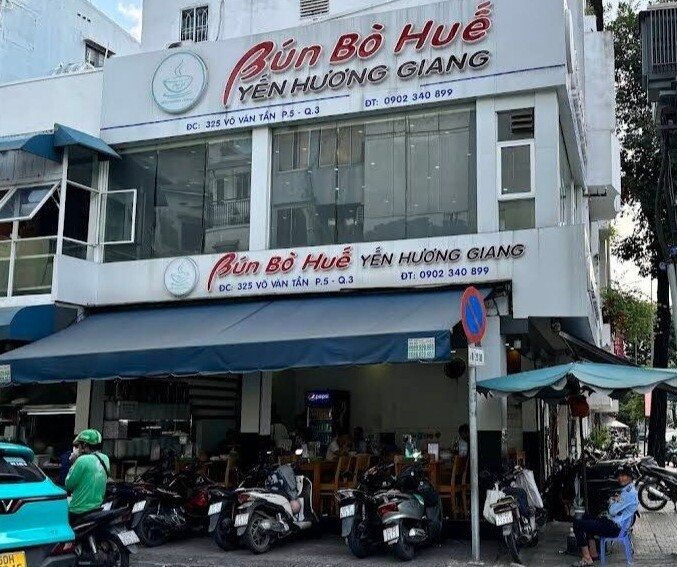 Bún Bò Huế
YẾN HƯƠNG GIANG
ĐC: 325 VÕ VĂN TẦN P.5 - Q.3 ĐT: 0902 340 899
Bún Bò Huế YẾN HƯƠNG GIANG
ĐC: 325 VÕ VĂN TẦN P.5 - Q.3 ĐT: 0902 340 899
pepsi